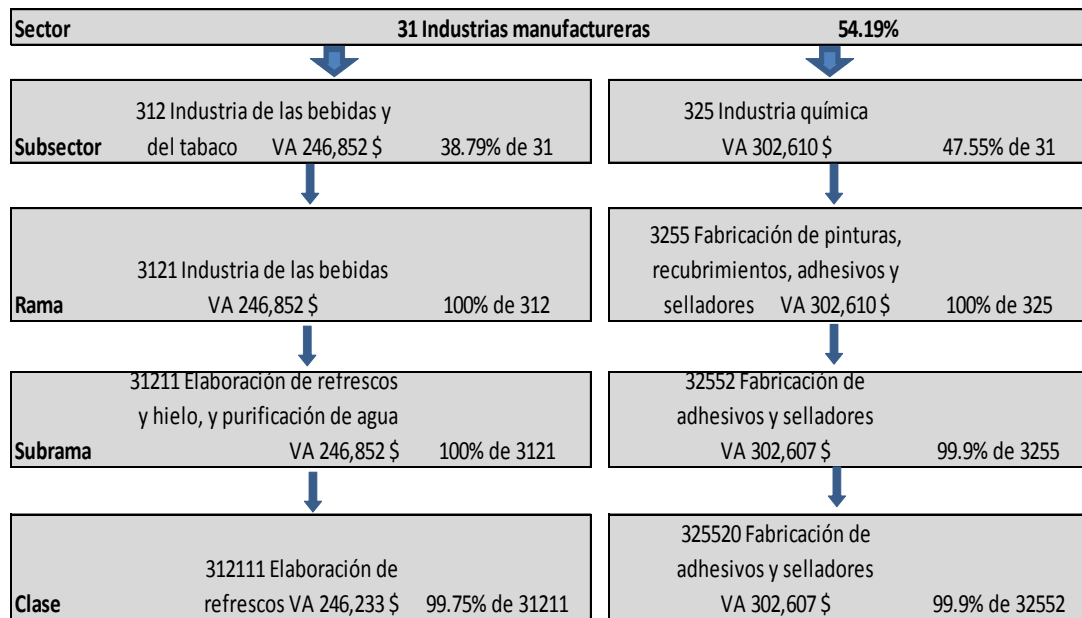 Sector 31 Industrias manufactureras 54.19%
312 Industria de las bebidas y
Subsector del tabaco VA 246,852 $ 38.79% de 31
325 Industria química
VA 302,610 $ 47.55% de 31
3121 Industria de las bebidas
Rama VA 246,852 $ 100% de 312
3255 Fabricación de pinturas,
recubrimientos, adhesivos y
selladores VA 302,610 $ 100% de 325
31211 Elaboración de refrescos
y hielo, y purificación de agua
Subrama VA 246,852 $ 100% de 3121
32552 Fabricación de
adhesivos y selladores
VA 302,607 $ 99.9% de 3255
312111 Elaboración de
Clase refrescos VA 246,233 $ 99.75% de 31211
325520 Fabricación de
adhesivos y selladores
VA 302,607 $ 99.9% de 32552